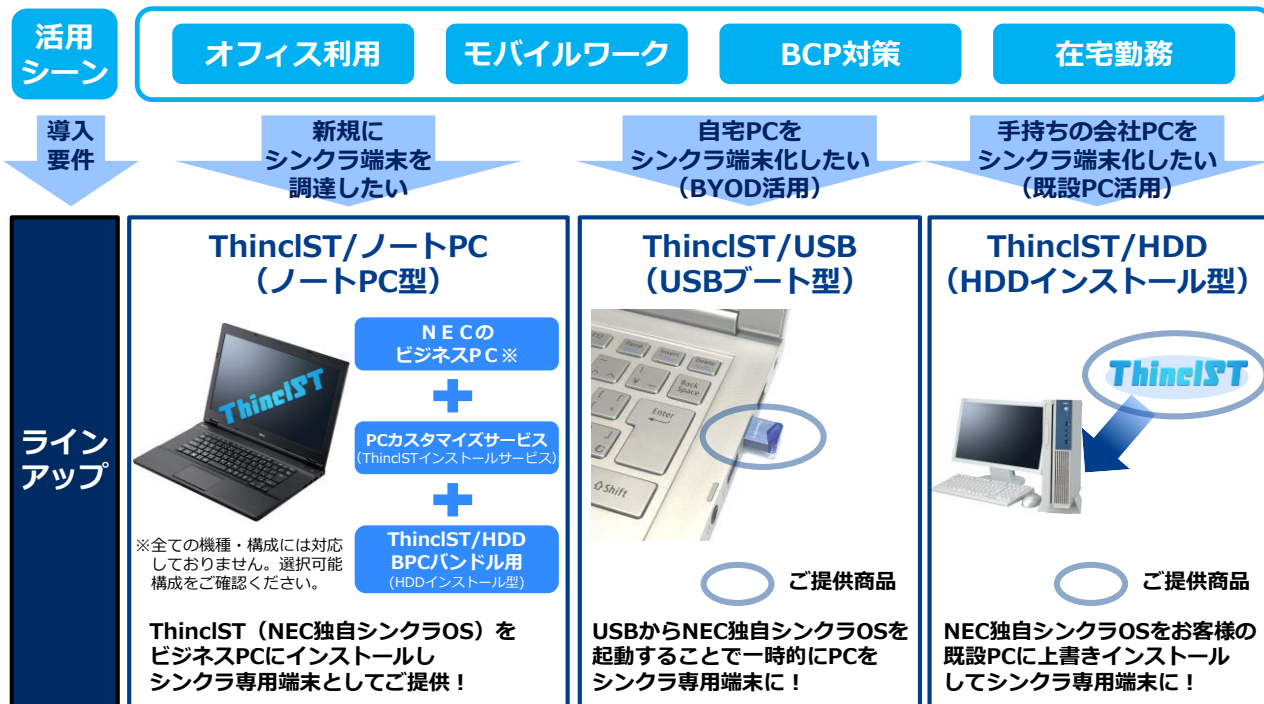 活用
シーン
オフィス利用
モバイルワーク
BCP対策
在宅勤務
導入
要件
新規に
シンクラ端末を
調達したい
自宅PCを
シンクラ端末化したい
（BYOD活用）
手持ちの会社PCを
シンクラ端末化したい
（既設PC活用）
ライン
アップ
ThinclST/ノートPC
（ノートPC型）
ThinclST
ＮＥＣの
ビジネスＰＣ※
PCカスタマイズサービス
（ThinclSTインストールサービス）
ThinclST/HDD
BPCバンドル用
（HDDインストール型）
※全ての機種・構成には対応
しておりません。選択可能
構成をご確認ください。
ThinclST（NEC独自シンクラOS）を
ビジネスPCにインストールし
シンクラ専用端末としてご提供！
ThinclST/USB
（USBブート型）
Pause
Insert
Delete
Back
Space
Enter
⇧Shift
ご提供商品
USBからNEC独自シンクラOSを
起動することで一時的にPCを
シンクラ専用端末に！
ThinclST/HDD
（HDDインストール型）
ThinclST
ご提供商品
NEC独自シンクラOSをお客様の
既設PCに上書きインストール
してシンクラ専用端末に！